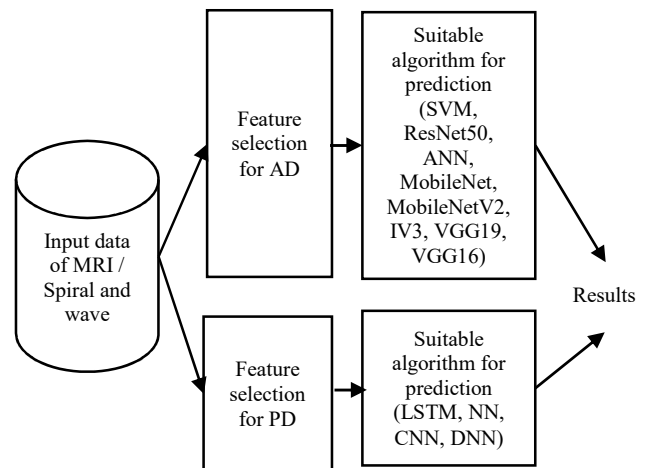 Input data
of MRI /
Spiral and
wave
Feature
selection
for AD
Suitable
algorithm for
prediction
(SVM,
ResNet50,
ANN,
MobileNet,
MobileNetV2,
IV3, VGG19,
VGG16)
Feature
selection
for PD
Suitable
algorithm for
prediction
(LSTM, NN,
CNN, DNN)
Results